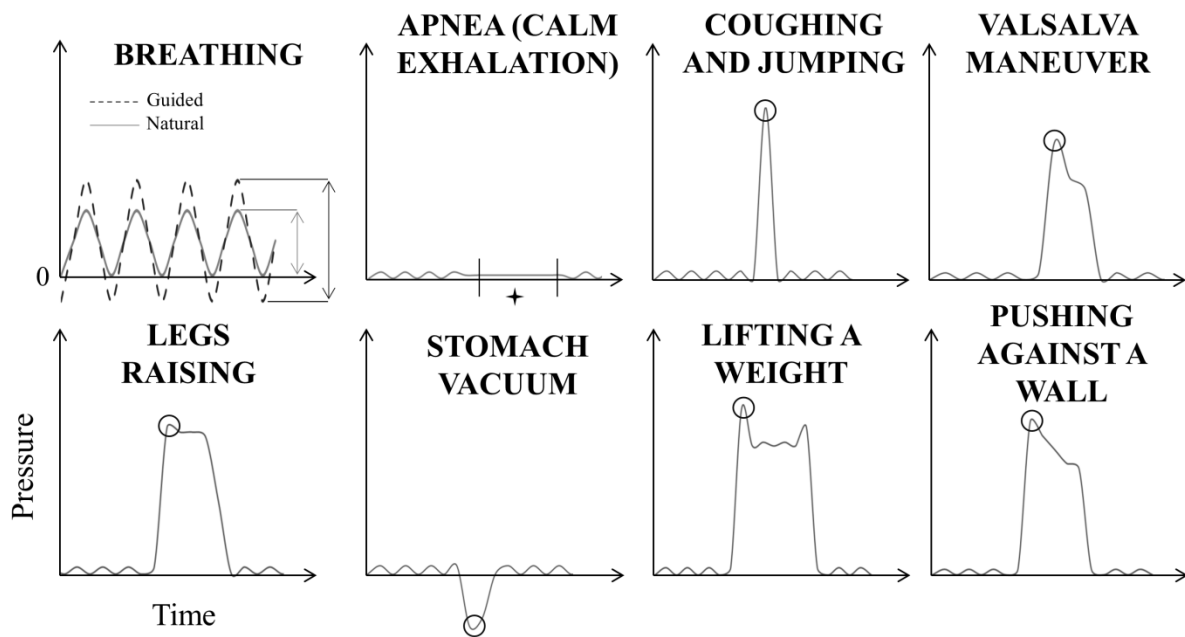 BREATHING
Guided
Natural
0
APNEA (CALM
EXHALATION)
COUGHING
AND JUMPING
VALSALVA
MANEUVER
LEGS
RAISING
STOMACH
VACUUM
LIFTING A
WEIGHT
PUSHING
AGAINST A
WALL
Pressure
Time